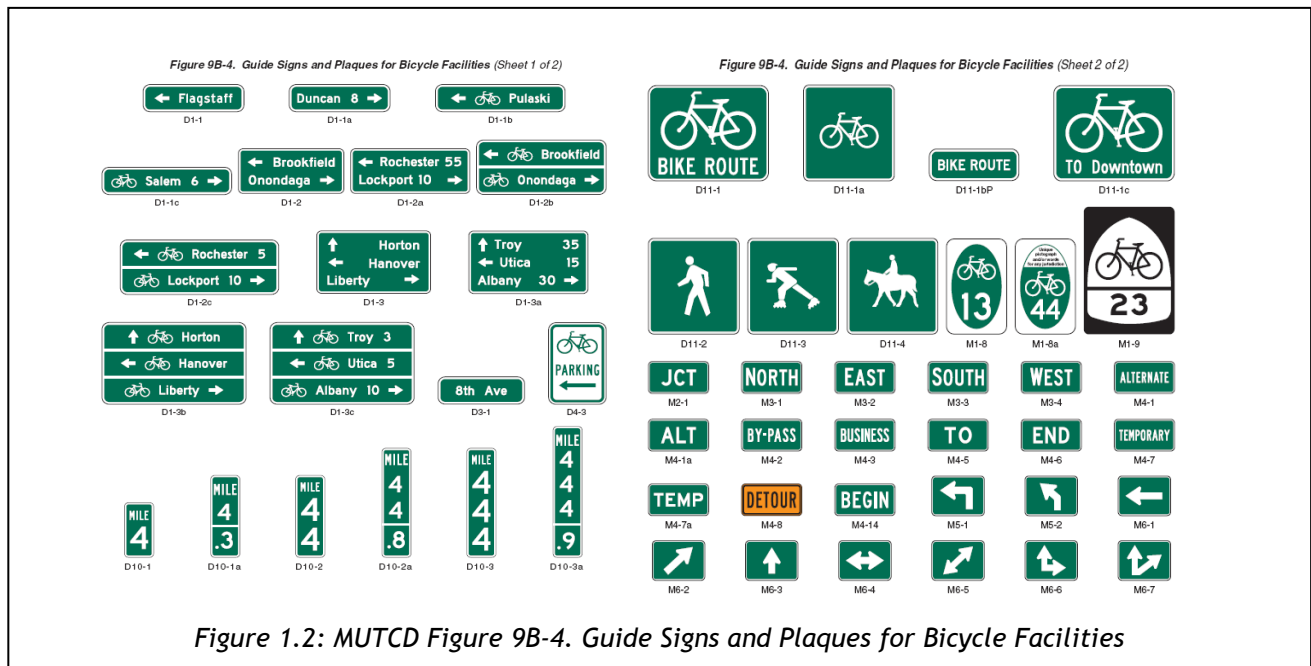 Figure 9B-4. Guide Signs and Plaques for Bicycle Facilities (Sheet 1 of 2)
Flagstaff
D1-1
Duncan 8
D1-1a
Pulaski
D1-1b
Salem 6
D1-1c
Brookfield
Onondaga
D1-2
Rochester 55
Lockport 10
D1-2a
Brookfield
Onondaga
D1-2b
Rochester 5
Lockport 10
D1-2c
Horton
Hanover
Liberty
D1-3
Troy 35
Utica 15
Albany 30
D1-3a
Horton
Hanover
Liberty
D1-3b
Troy 3
Utica 5
Albany 10
D1-3c
8th Ave
D3-1
PARKING
D4-3
MILE
4
D10-1
MILE
4
.3
D10-1a
MILE
4
4
D10-2
MILE
4
4
.8
D10-2a
MILE
4
4
4
D10-3
MILE
4
4
4
.9
D10-3a
Figure 9B-4. Guide Signs and Plaques for Bicycle Facilities (Sheet 2 of 2)
BIKE ROUTE
D11-1
D11-1a
BIKE ROUTE
D11-1bP
TO Downtown
D11-1c
D11-2
D11-3
D11-4
13
M1-8
Unique
pictograph
and/or words
for any jurisdiction
44
M1-8a
23
M1-9
JCT
M2-1
NORTH
M3-1
EAST
M3-2
SOUTH
M3-3
WEST
M3-4
ALTERNATE
M4-1
ALT
M4-1a
BY-PASS
M4-2
BUSINESS
M4-3
TO
M4-5
END
M4-6
TEMPORARY
M4-7
TEMP
M4-7a
DETOUR
M4-8
BEGIN
M4-14
M5-1
M5-2
M6-1
M6-2
M6-3
M6-4
M6-5
M6-6
M6-7
Figure 1.2: MUTCD Figure 9B-4. Guide Signs and Plaques for Bicycle Facilities